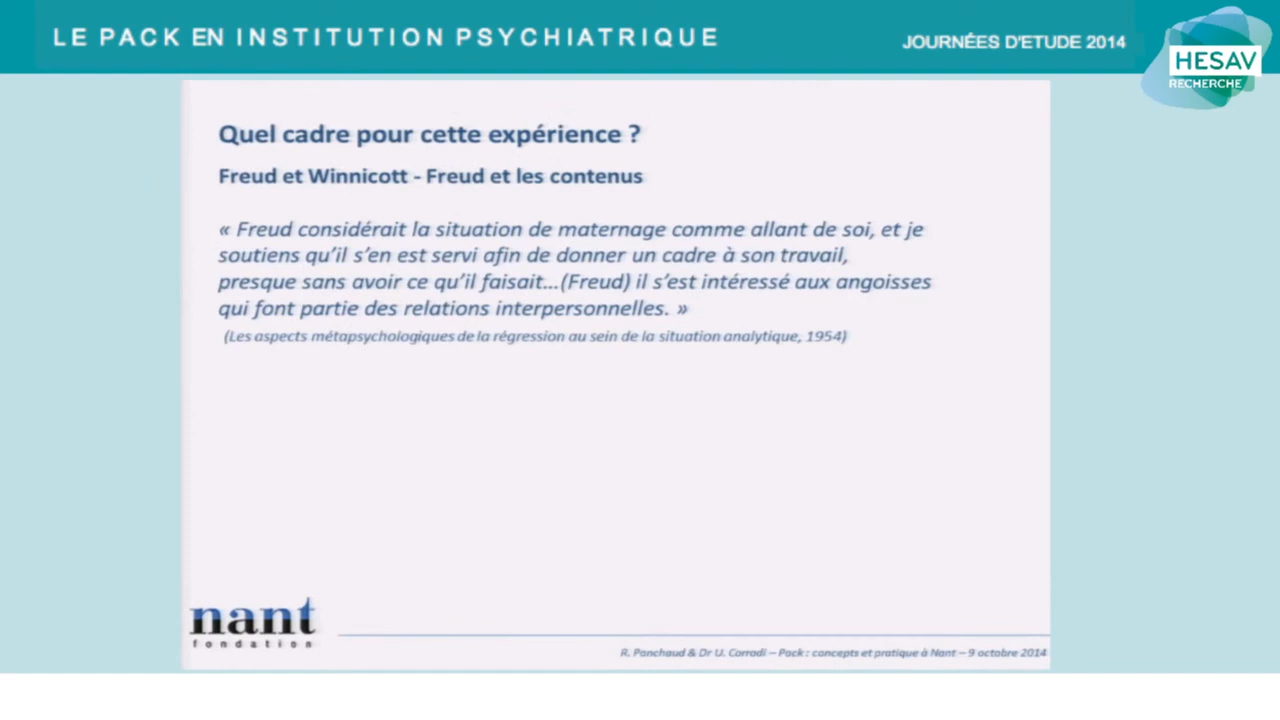 LE PACK EN INSTITUTION PSYCHIATRIQUE
JOURNÉES D'ETUDE 2014
HESAV
RECHERCHE
Quel cadre pour cette expérience ?
Freud et Winnicott - Freud et les contenus
« Freud considérait la situation de maternage comme allant de soi, et je
soutiens qu'il s'en est servi afin de donner un cadre à son travail,
presque sans avoir ce qu'il faisait...(Freud) il s'est intéressé aux angoisses
qui font partie des relations interpersonnelles. »
(Les aspects métapsychologiques de la régression au sein de la situation analytique, 1954)
nant
fondation
R. Panchaud & Dr U. Corrodi – Pack : concepts et pratique à Nant – 9 octobre 2014